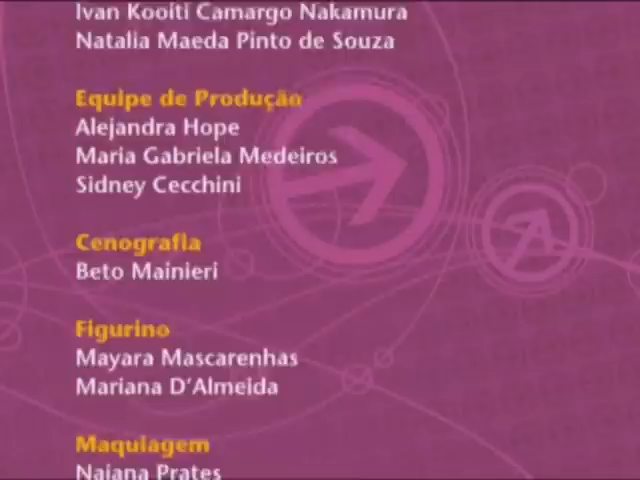 Ivan Kooiti Camargo Nakamura
Natalia Maeda Pinto de Souza
Equipe de Produção
Alejandra Hope
Maria Gabriela Medeiros
Sidney Cecchini
Cenografia
Beto Mainieri
Figurino
Mayara Mascarenhas
Mariana D'Almeida
Maquiagem
Naiana Prates